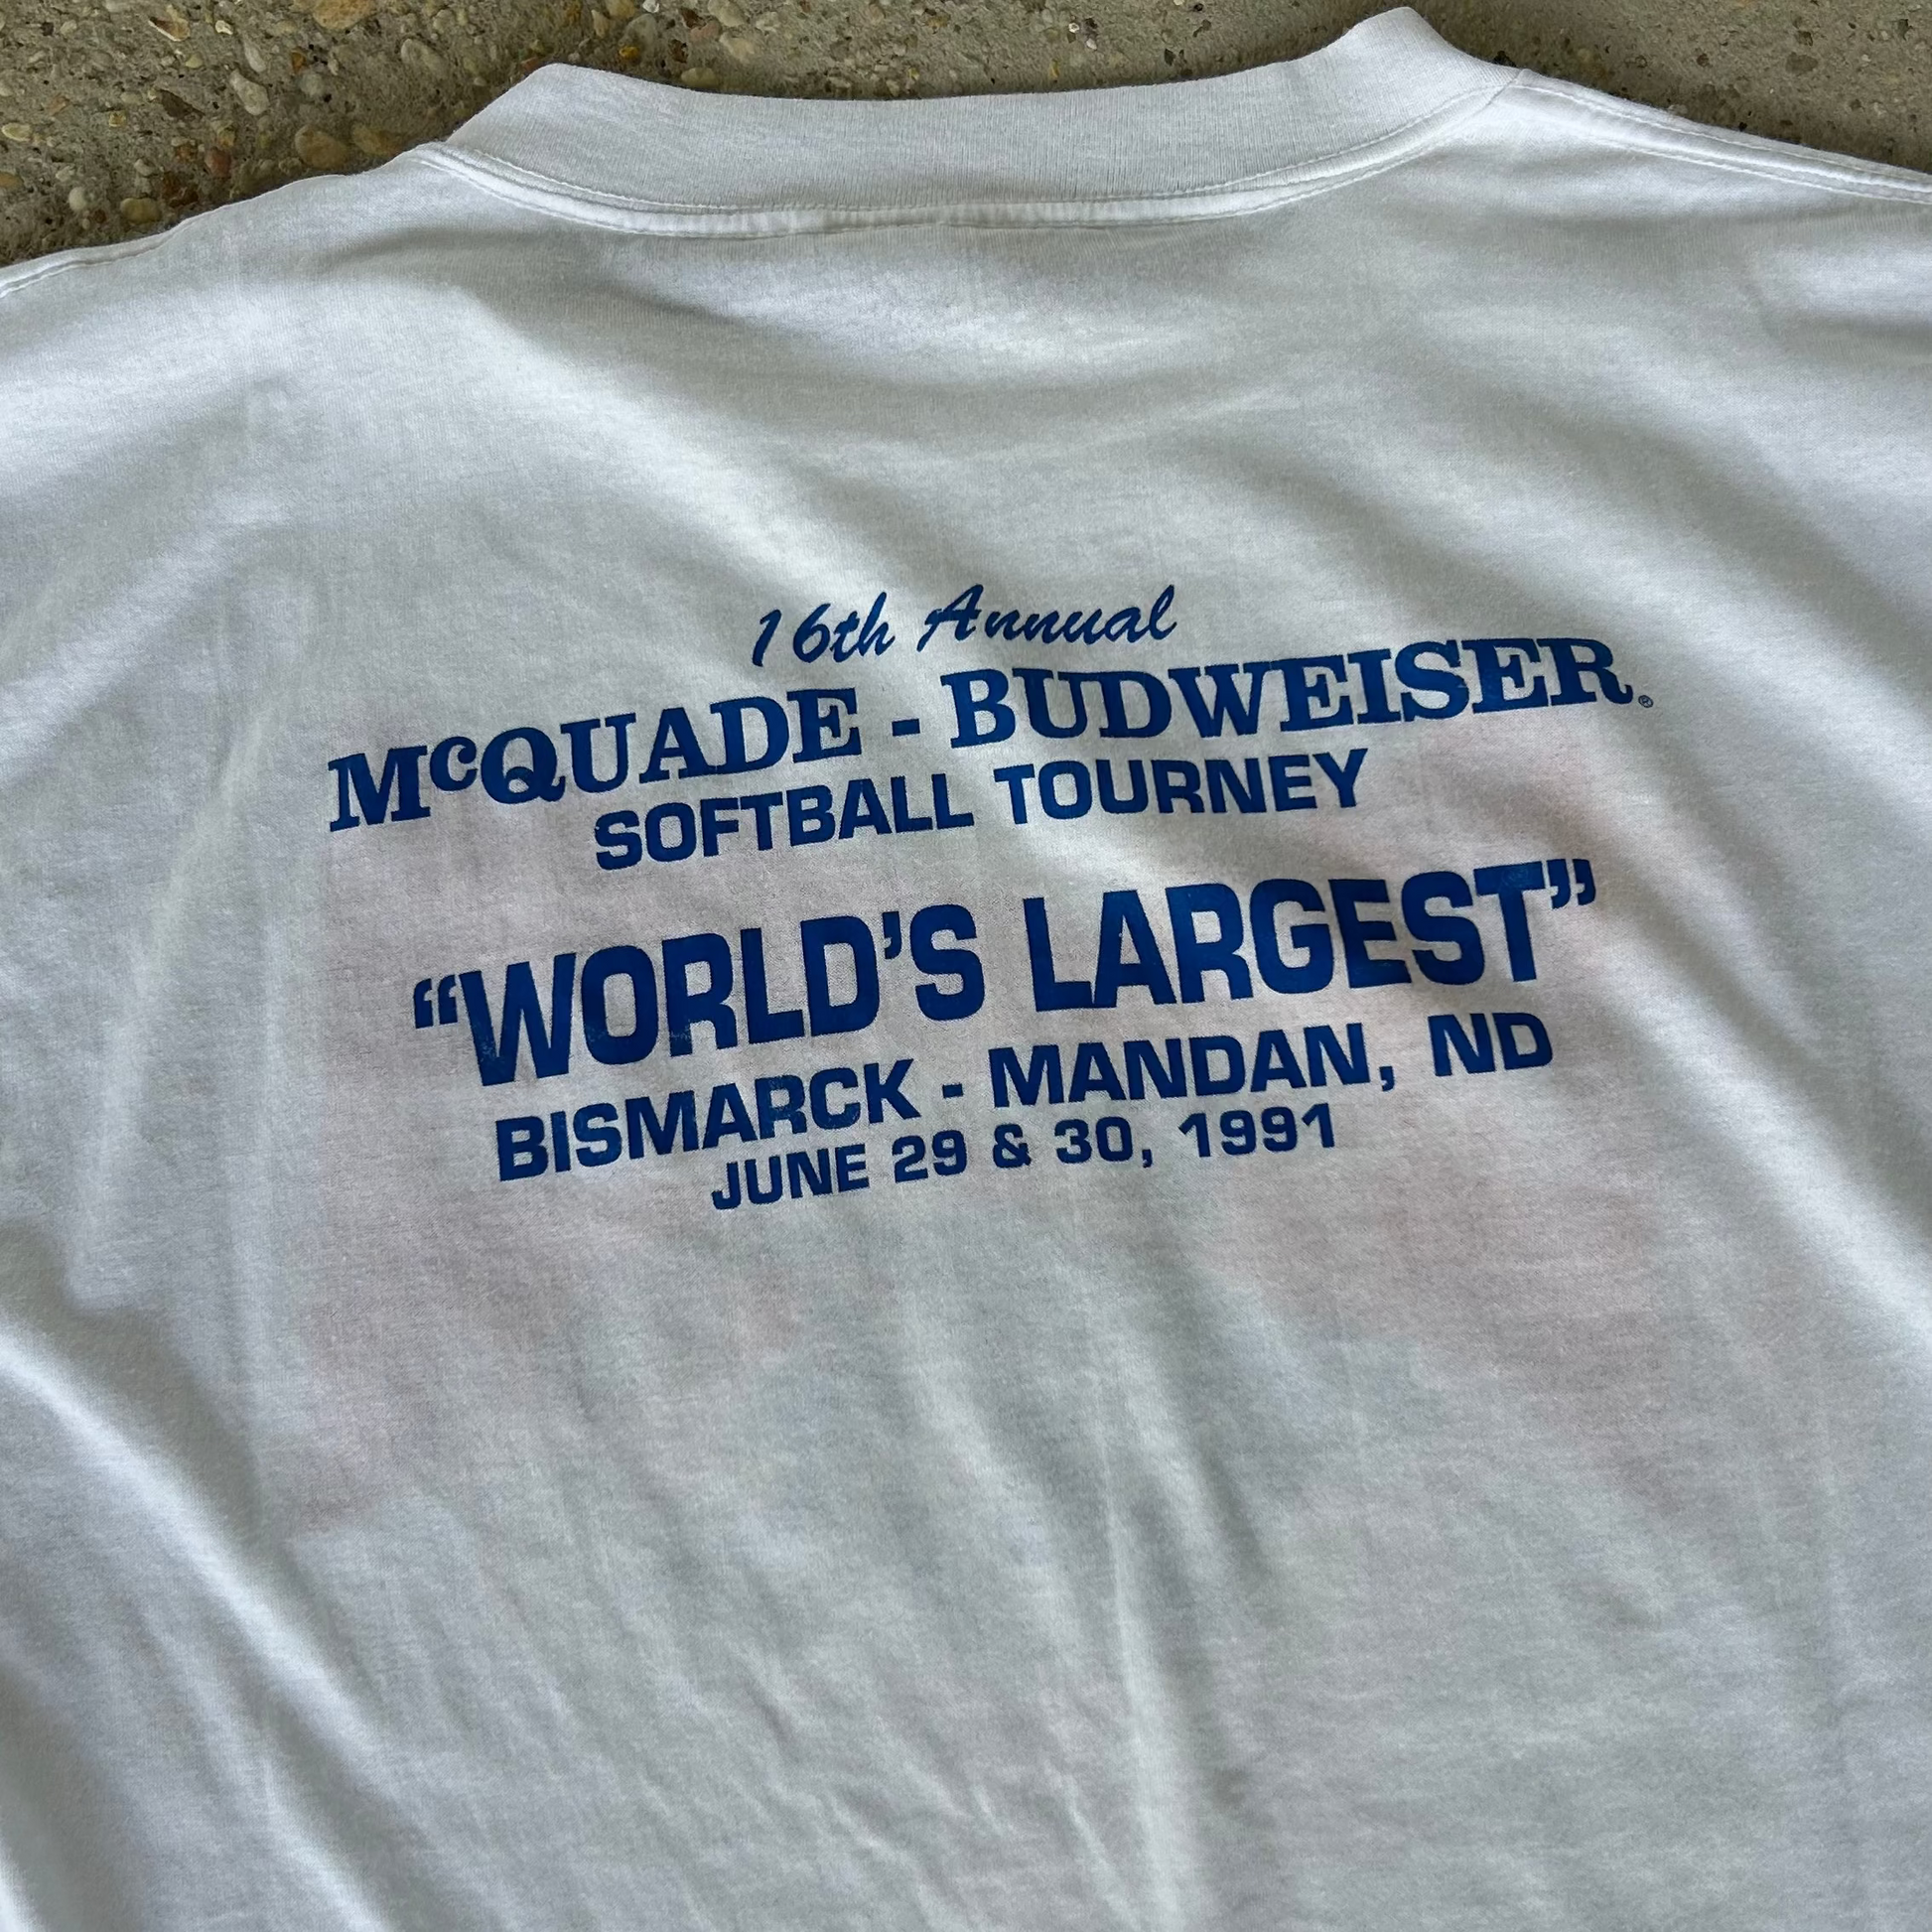 16th Annual
McQUADE - BUDWEISER®
SOFTBALL TOURNEY
“WORLD’S LARGEST”
BISMARCK - MANDAN, ND
JUNE 29 & 30, 1991